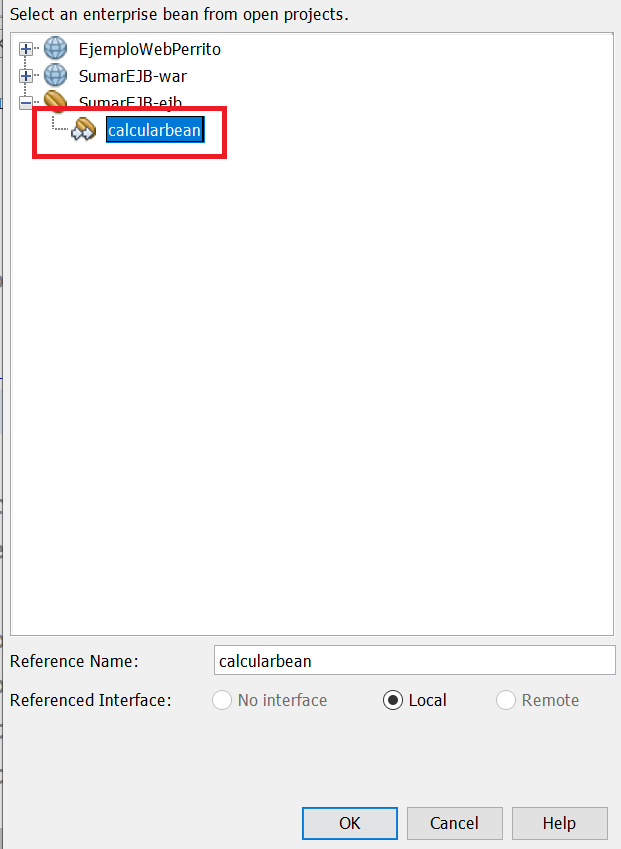 Select an enterprise bean from open projects.
EjemploWebPerrito
SumarEJB-war
SumarEJB-ejb
calcularbean
Reference Name: calcularbean
Referenced Interface: No interface Local Remote
OK Cancel Help